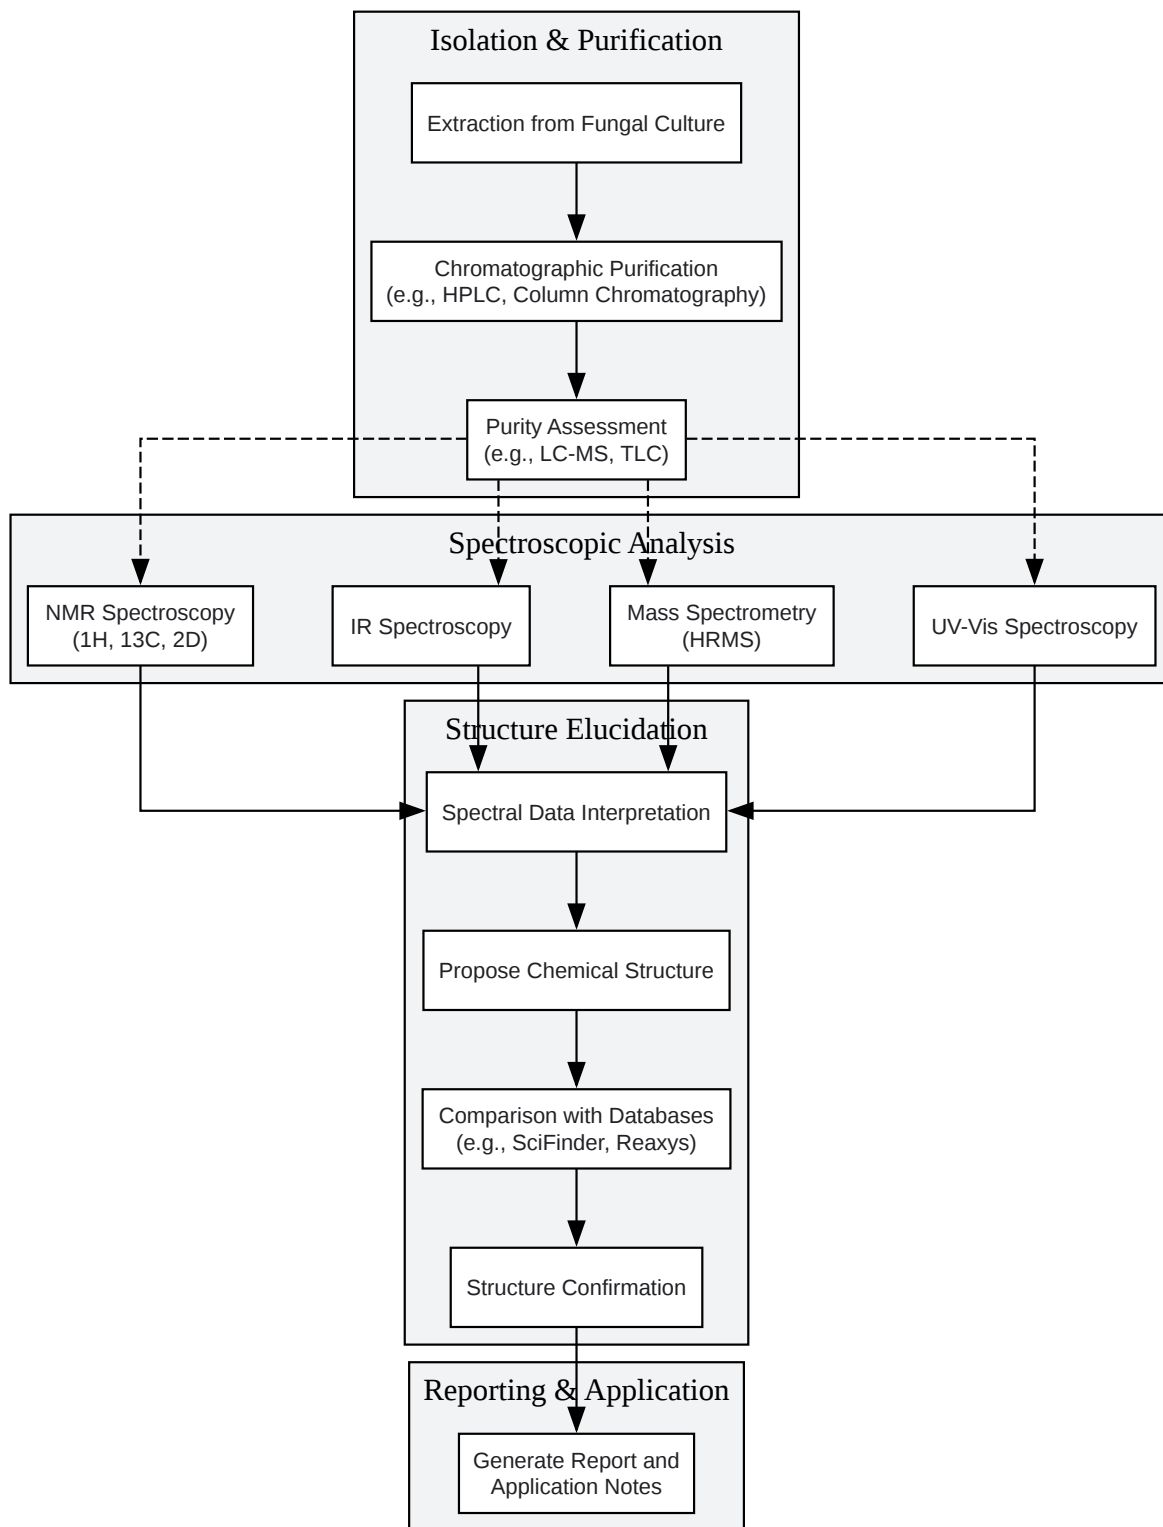 Isolation & Purification
Extraction from Fungal Culture
Chromatographic Purification
(e.g., HPLC, Column Chromatography)
Purity Assessment
(e.g., LC-MS, TLC)
Spectroscopic Analysis
NMR Spectroscopy
(1H, 13C, 2D)
IR Spectroscopy
Mass Spectrometry
(HRMS)
UV-Vis Spectroscopy
Structure Elucidation
Spectral Data Interpretation
Propose Chemical Structure
Comparison with Databases
(e.g., SciFinder, Reaxys)
Structure Confirmation
Reporting & Application
Generate Report and
Application Notes